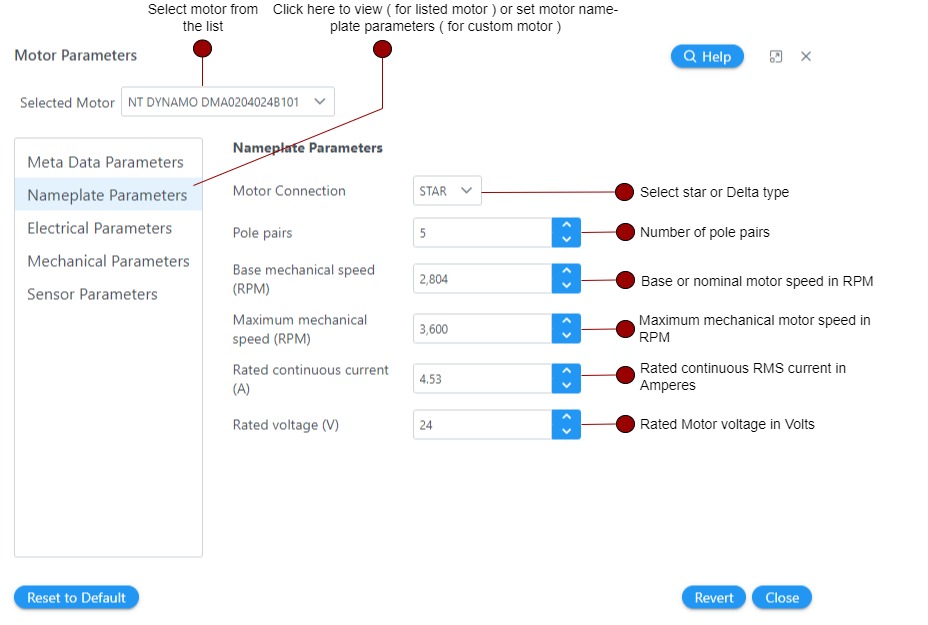 Select motor from
the list
Click here to view ( for listed motor ) or set motor name-
plate parameters ( for custom motor )
Motor Parameters
Help
Selected Motor
NT DYNAMO DMA0204024B101
Meta Data Parameters
Nameplate Parameters
Electrical Parameters
Mechanical Parameters
Sensor Parameters
Nameplate Parameters
Motor Connection
STAR
Select star or Delta type
Pole pairs
5
Number of pole pairs
Base mechanical speed
(RPM)
2,804
Base or nominal motor speed in RPM
Maximum mechanical
speed (RPM)
3,600
Maximum mechanical motor speed in
RPM
Rated continuous current
(A)
4.53
Rated continuous RMS current in
Amperes
Rated voltage (V)
24
Rated Motor voltage in Volts
Reset to Default
Revert
Close